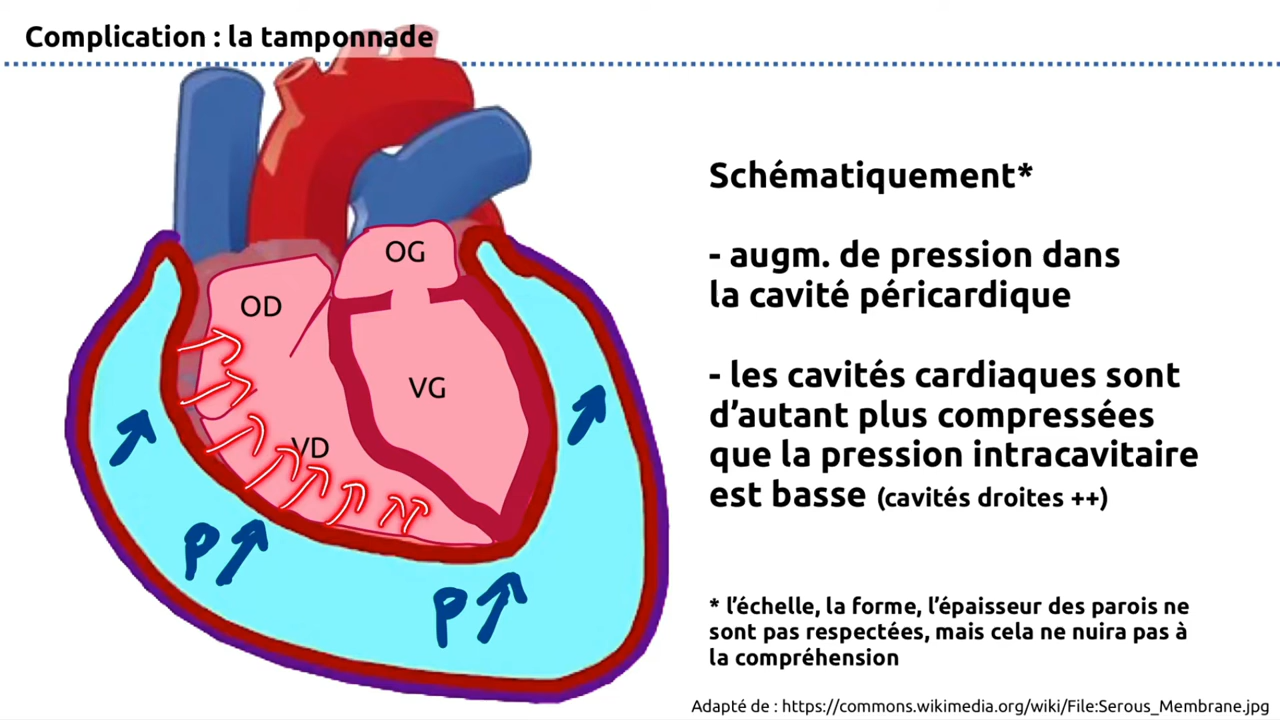 Complication : la tamponnade
OG
OD
VG
VD
P
P
Schématiquement*
- augm. de pression dans
la cavité péricardique
- les cavités cardiaques sont
d’autant plus compressées
que la pression intracavitaire
est basse (cavités droites ++)
* l’échelle, la forme, l’épaisseur des parois ne
sont pas respectées, mais cela ne nuira pas à
la compréhension
Adapté de : https://commons.wikimedia.org/wiki/File:Serous_Membrane.jpg